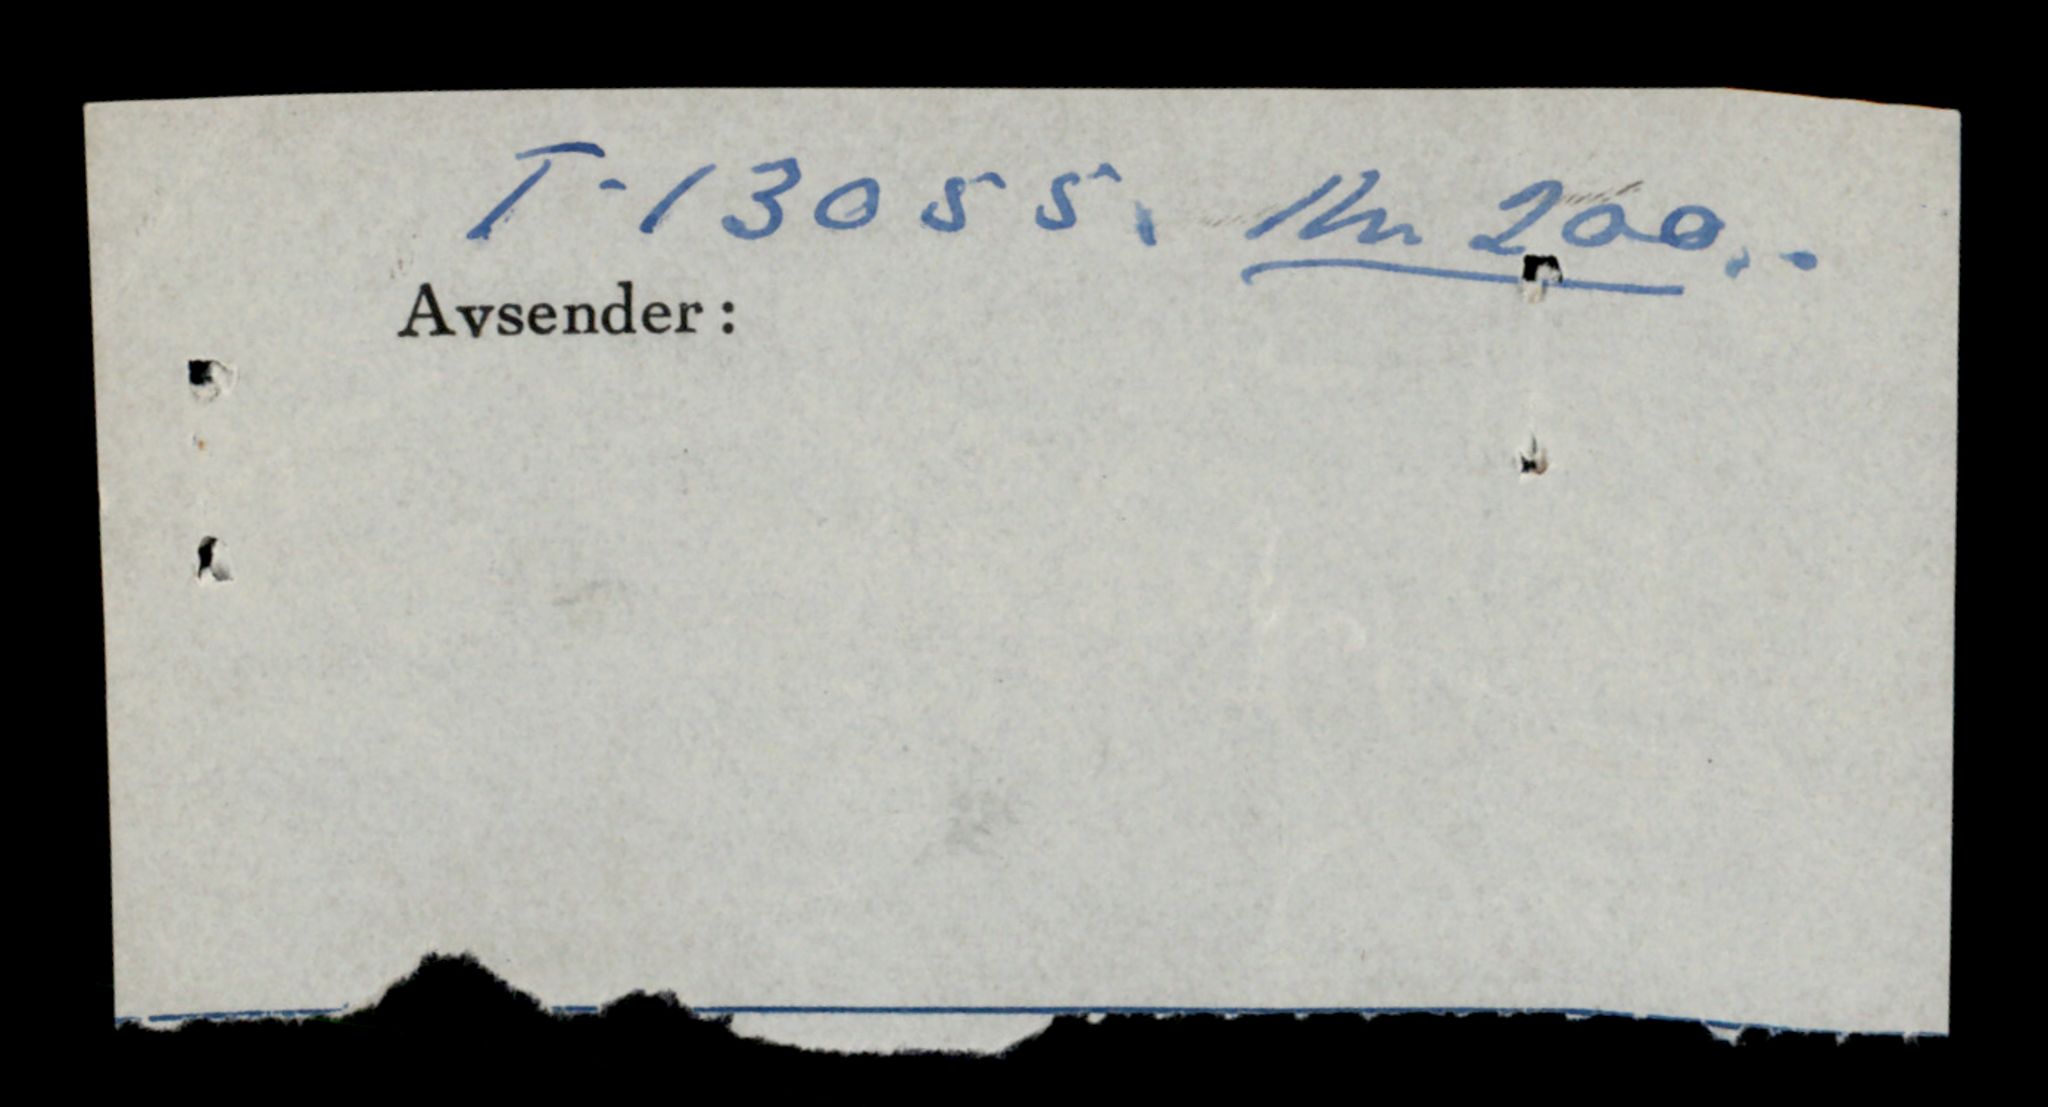 T-13055. Kr. 200,-
Avsender: